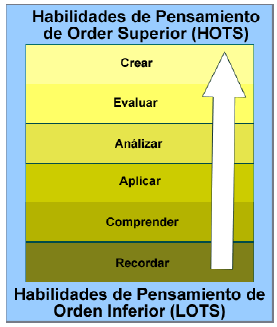 Habilidades de Pensamiento
de Order Superior (HOTS)
Crear
Evaluar
Análizar
Aplicar
Comprender
Recordar
Habilidades de Pensamiento de
Orden Inferior (LOTS)